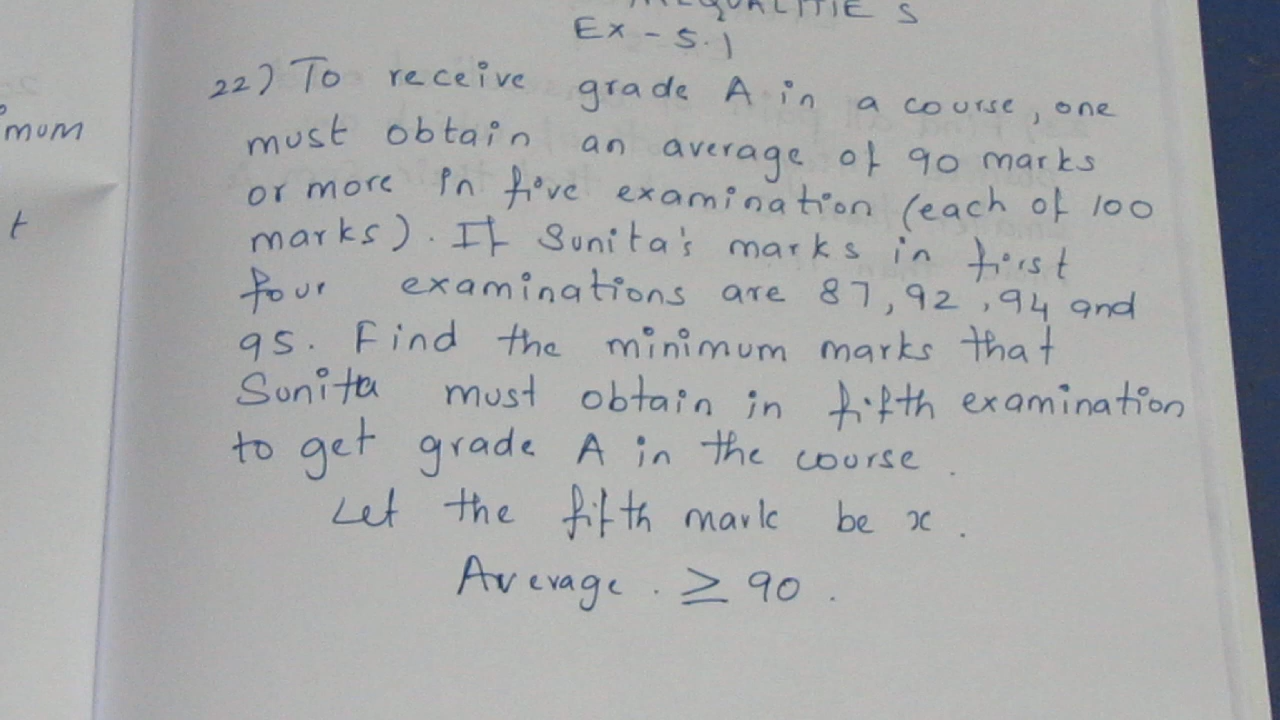 INEQUALITIES
Ex - 5.1
22) To receive grade A in a course, one
mum
must obtain an average of 90 marks
or more in five examination (each of 100
t
marks). If Sunita's marks in first
four examinations are 87, 92, 94 and
95. Find the minimum marks that
Sunita must obtain in fifth examination
to get grade A in the course.
Let the fifth mark be x.
Average. ≥ 90.